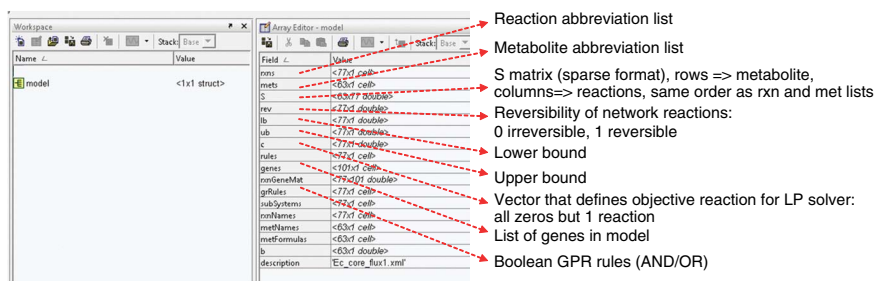 Workspace
Stack: Base
Name Value
model <1x1 struct>
Array Editor - model
Stack: Base
Field Value
rxns <77x1 cell>
mets <63x1 cell>
S <63x77 double>
rev <77x1 double>
lb <77x1 double>
ub <77x1 double>
c <77x1 double>
rules <77x1 cell>
genes <101x1 cell>
rxnGeneMat <77x101 double>
grRules <77x1 cell>
subSystems <77x1 cell>
rxnNames <77x1 cell>
metNames <63x1 cell>
metFormulas <63x1 cell>
b <63x1 double>
description 'Ec_core_flux1.xml'
Reaction abbreviation list
Metabolite abbreviation list
S matrix (sparse format), rows => metabolite,
columns=> reactions, same order as rxn and met lists
Reversibility of network reactions:
0 irreversible, 1 reversible
Lower bound
Upper bound
Vector that defines objective reaction for LP solver:
all zeros but 1 reaction
List of genes in model
Boolean GPR rules (AND/OR)